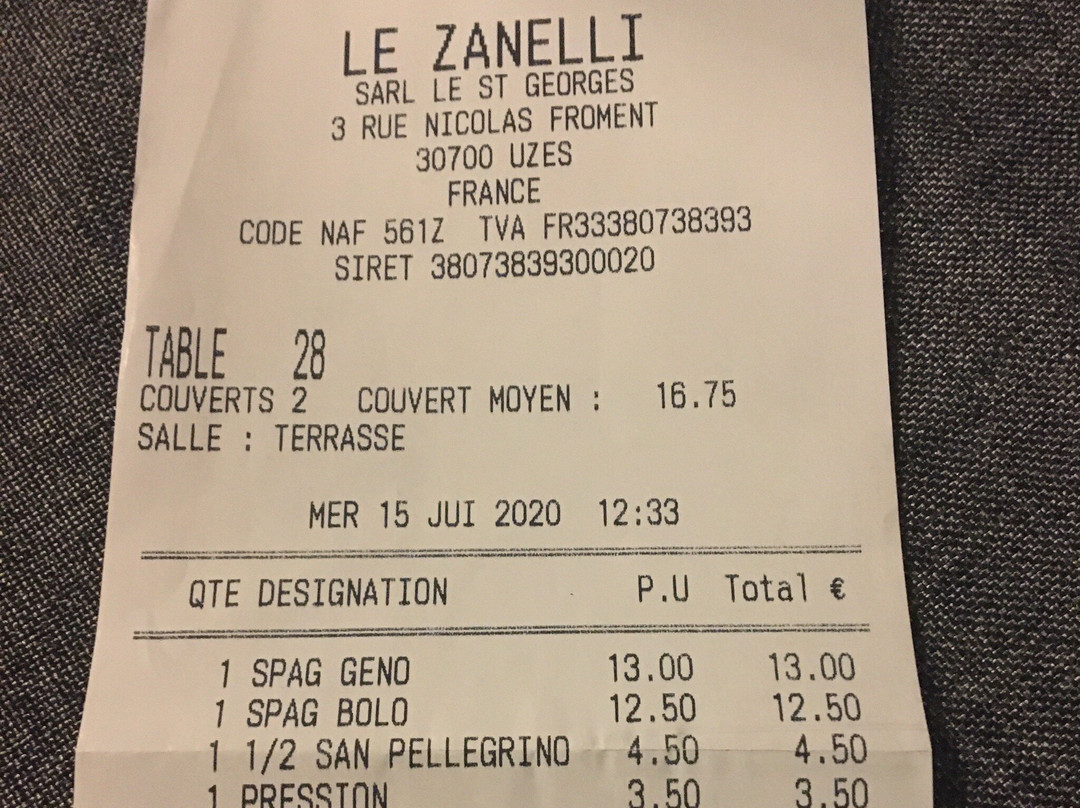 LE ZANELLI
SARL LE ST GEORGES
3 RUE NICOLAS FROMENT
30700 UZES
FRANCE
CODE NAF 561Z TVA FR33380738393
SIRET 38073839300020
TABLE 28
COUVERTS 2 COUVERT MOYEN : 16.75
SALLE : TERRASSE
MER 15 JUI 2020 12:33
QTE DESIGNATION P.U Total €
1 SPAG GENO 13.00 13.00
1 SPAG BOLO 12.50 12.50
1 1/2 SAN PELLEGRINO 4.50 4.50
1 PRESSION 3.50 3.50